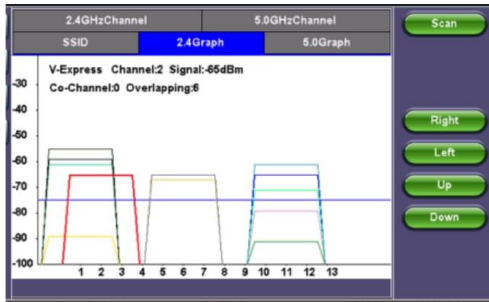 2.4GHzChannel 5.0GHzChannel
SSID 2.4Graph 5.0Graph
V-Express Channel:2 Signal:-65dBm
Co-Channel:0 Overlapping:6
-30
-40
-50
-60
-70
-80
-90
-100
1 2 3 4 5 6 7 8 9 10 11 12 13
Scan
Right
Left
Up
Down